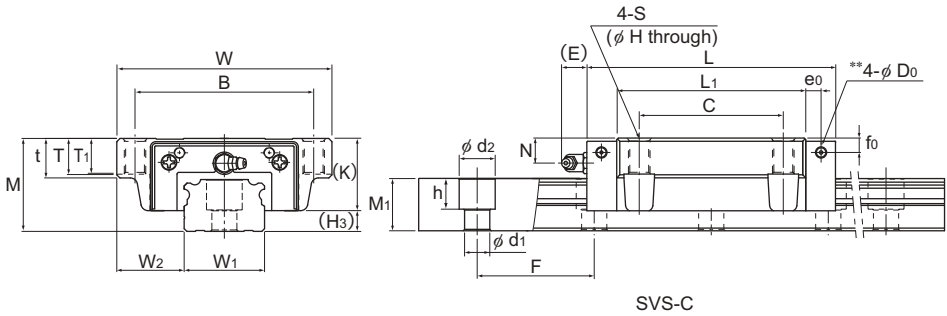 W
B
t
T
T1
M
(K)
(H3)
W2
W1
4-S
(φ H through)
(E)
L
L1
e0
**4-φ D0
C
N
f0
φ d2
h
M1
φ d1
F
SVS-C